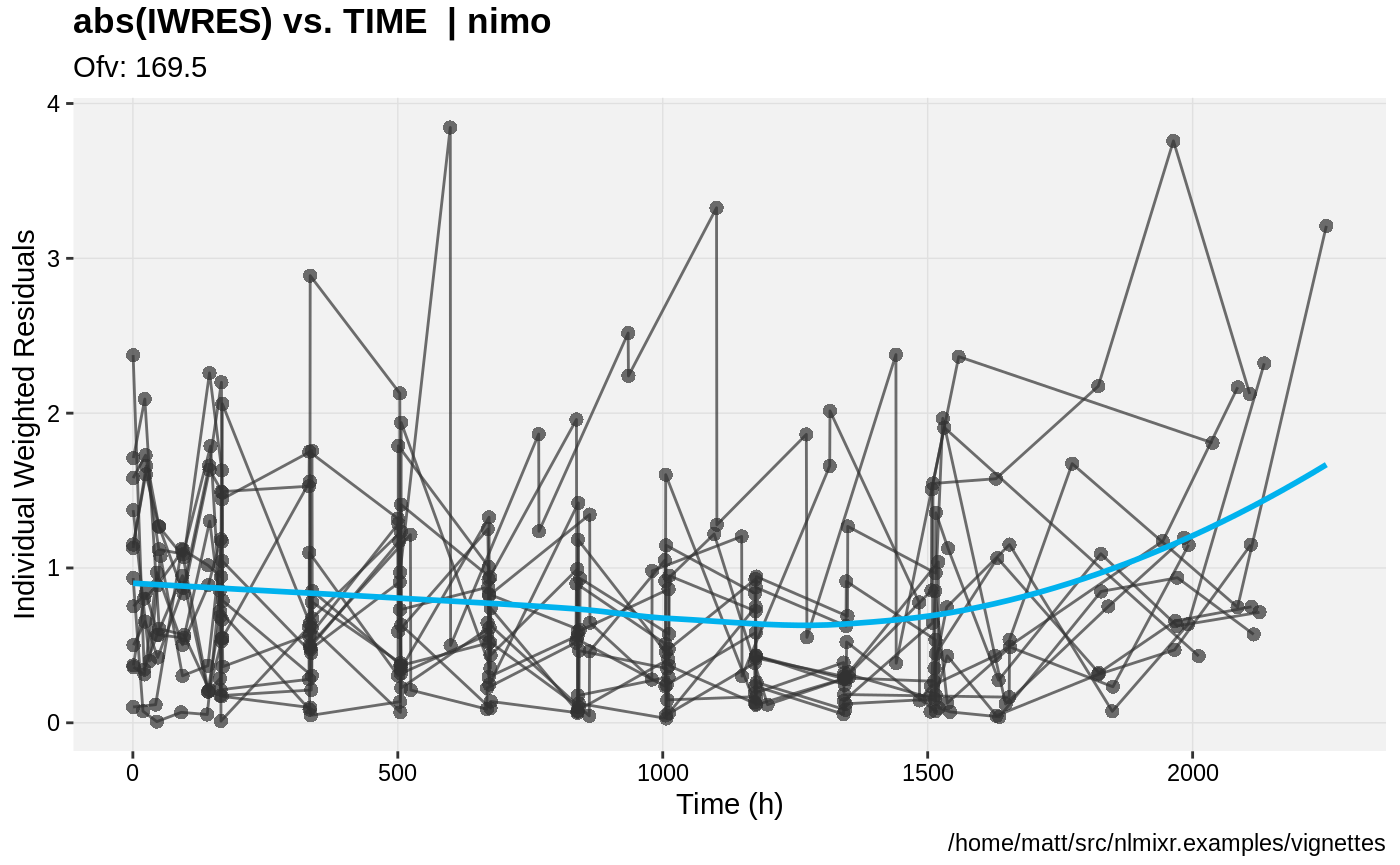 abs(IWRES) vs. TIME | nimo
Ofv: 169.5
Individual Weighted Residuals
4
3
2
1
0
0 500 1000 1500 2000
Time (h)
/home/matt/src/nlmixr.examples/vignettes